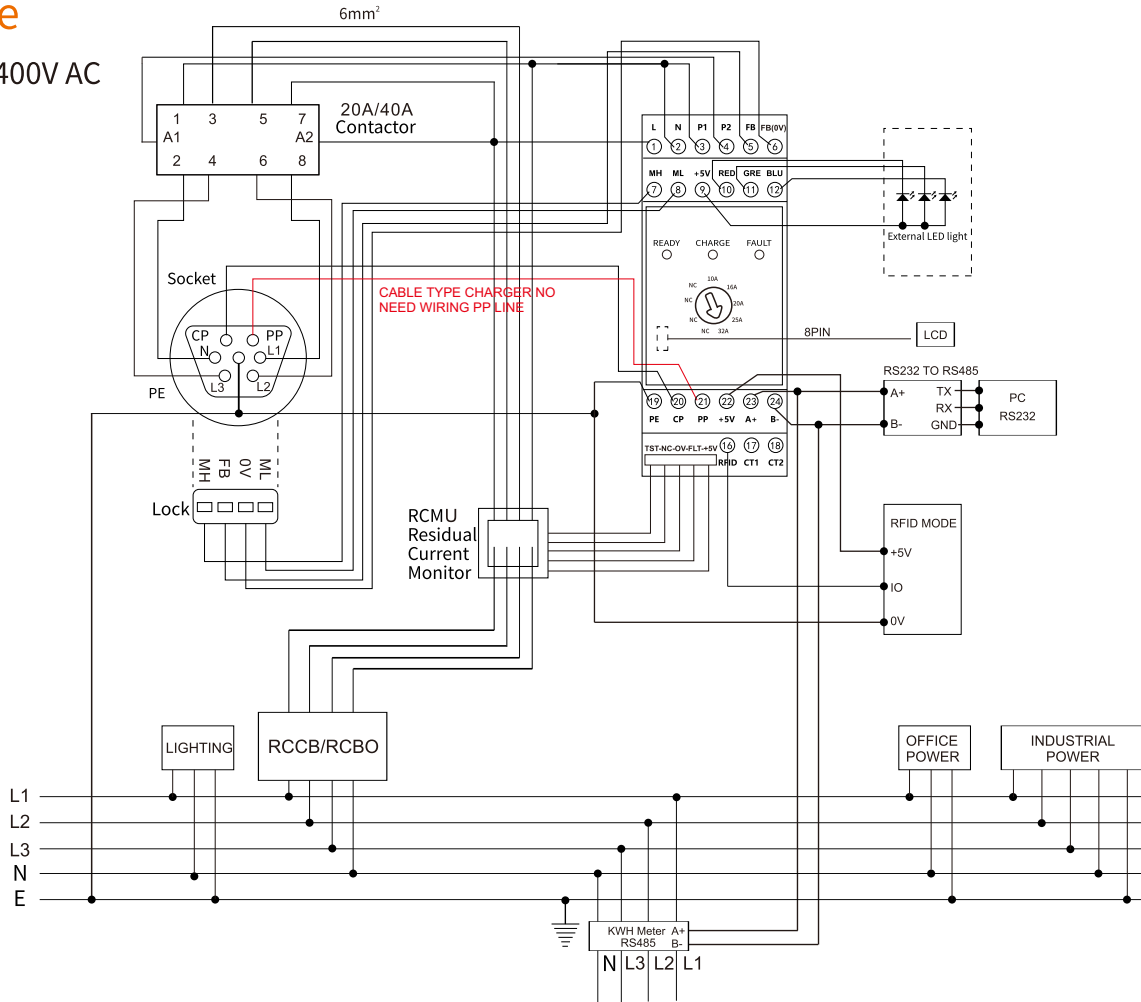 e
400V AC
6mm²
1 3 5 7
A1 A2
2 4 6 8
20A/40A
Contactor
L N P1 P2 FB FB(0V)
1 2 3 4 5 6
MH ML +5V RED GRE BLU
7 8 9 10 11 12
READY CHARGE FAULT
10A
NC 16A
NC 20A
NC 25A
NC 32A
External LED light
8PIN
LCD
Socket
CP PP
N L1
L3 L2
PE
CABLE TYPE CHARGER NO
NEED WIRING PP LINE
19 20 21 22 23 24
PE CP PP +5V A+ B-
TST-NC-OV-FLT-+5V
16 17 18
RFID CT1 CT2
RS232 TO RS485
A+ TX
RX
B- GND
PC
RS232
MH FB 0V ML
Lock
RCMU
Residual
Current
Monitor
RFID MODE
+5V
IO
0V
LIGHTING
RCCB/RCBO
OFFICE
POWER
INDUSTRIAL
POWER
L1
L2
L3
N
E
KWH Meter A+
RS485 B-
N L3 L2 L1